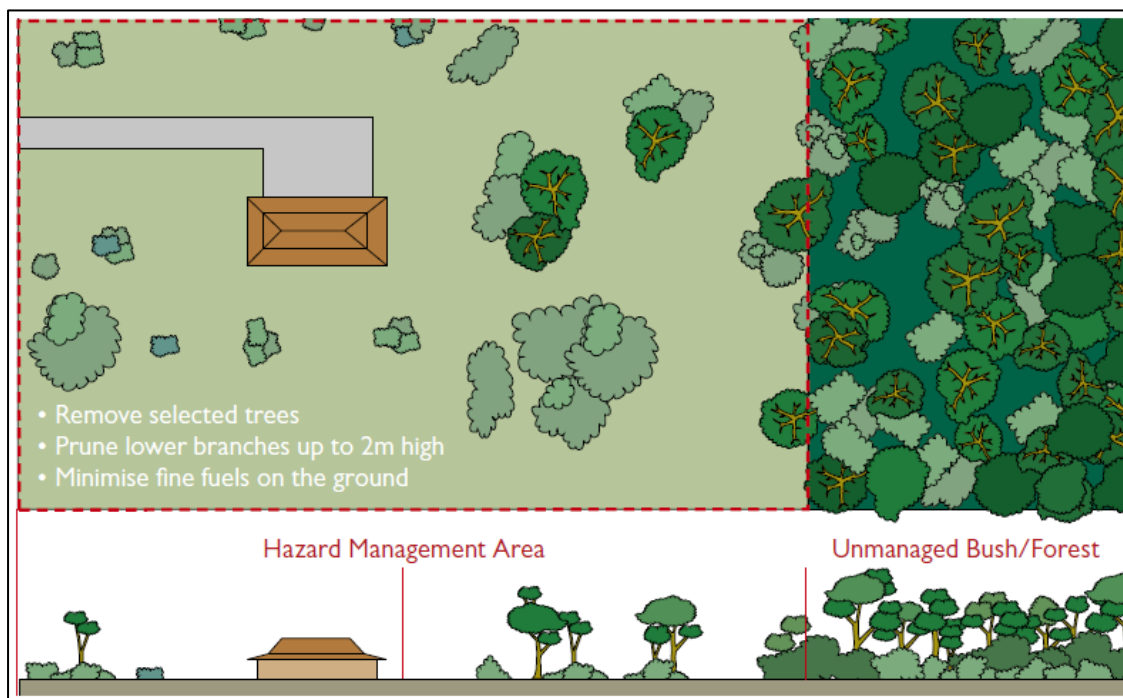 • Remove selected trees
• Prune lower branches up to 2m high
• Minimise fine fuels on the ground
Hazard Management Area
Unmanaged Bush/Forest